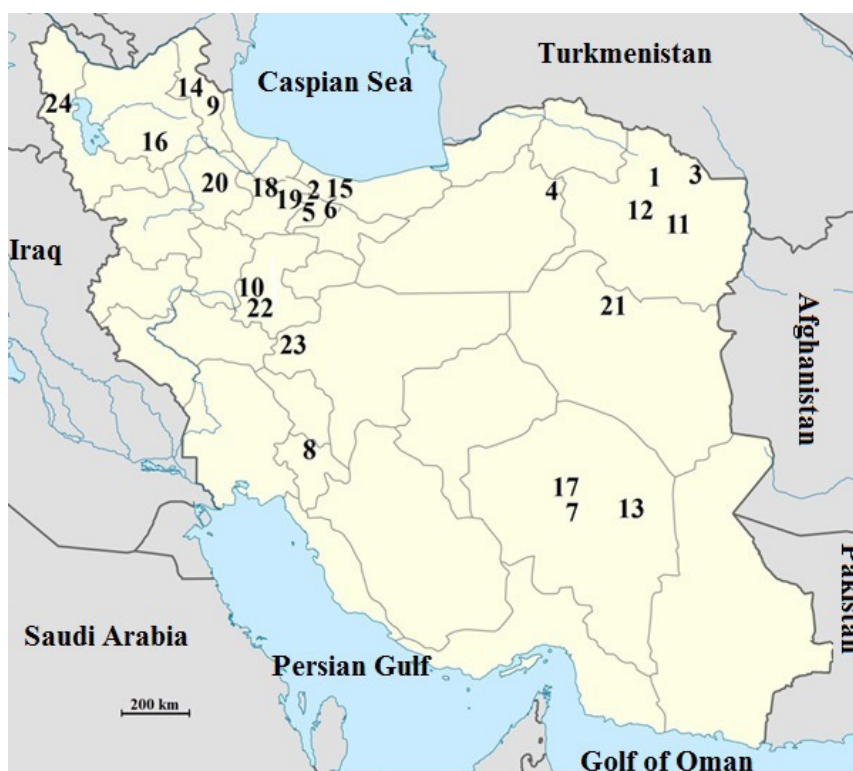 Turkmenistan
Caspian Sea
14
24
9
16
1
3
20
18
2
15
4
19
5
6
12
11
Iraq
10
22
21
Afghanistan
23
8
17
7
13
Pakistan
Saudi Arabia
Persian Gulf
200 km
Golf of Oman